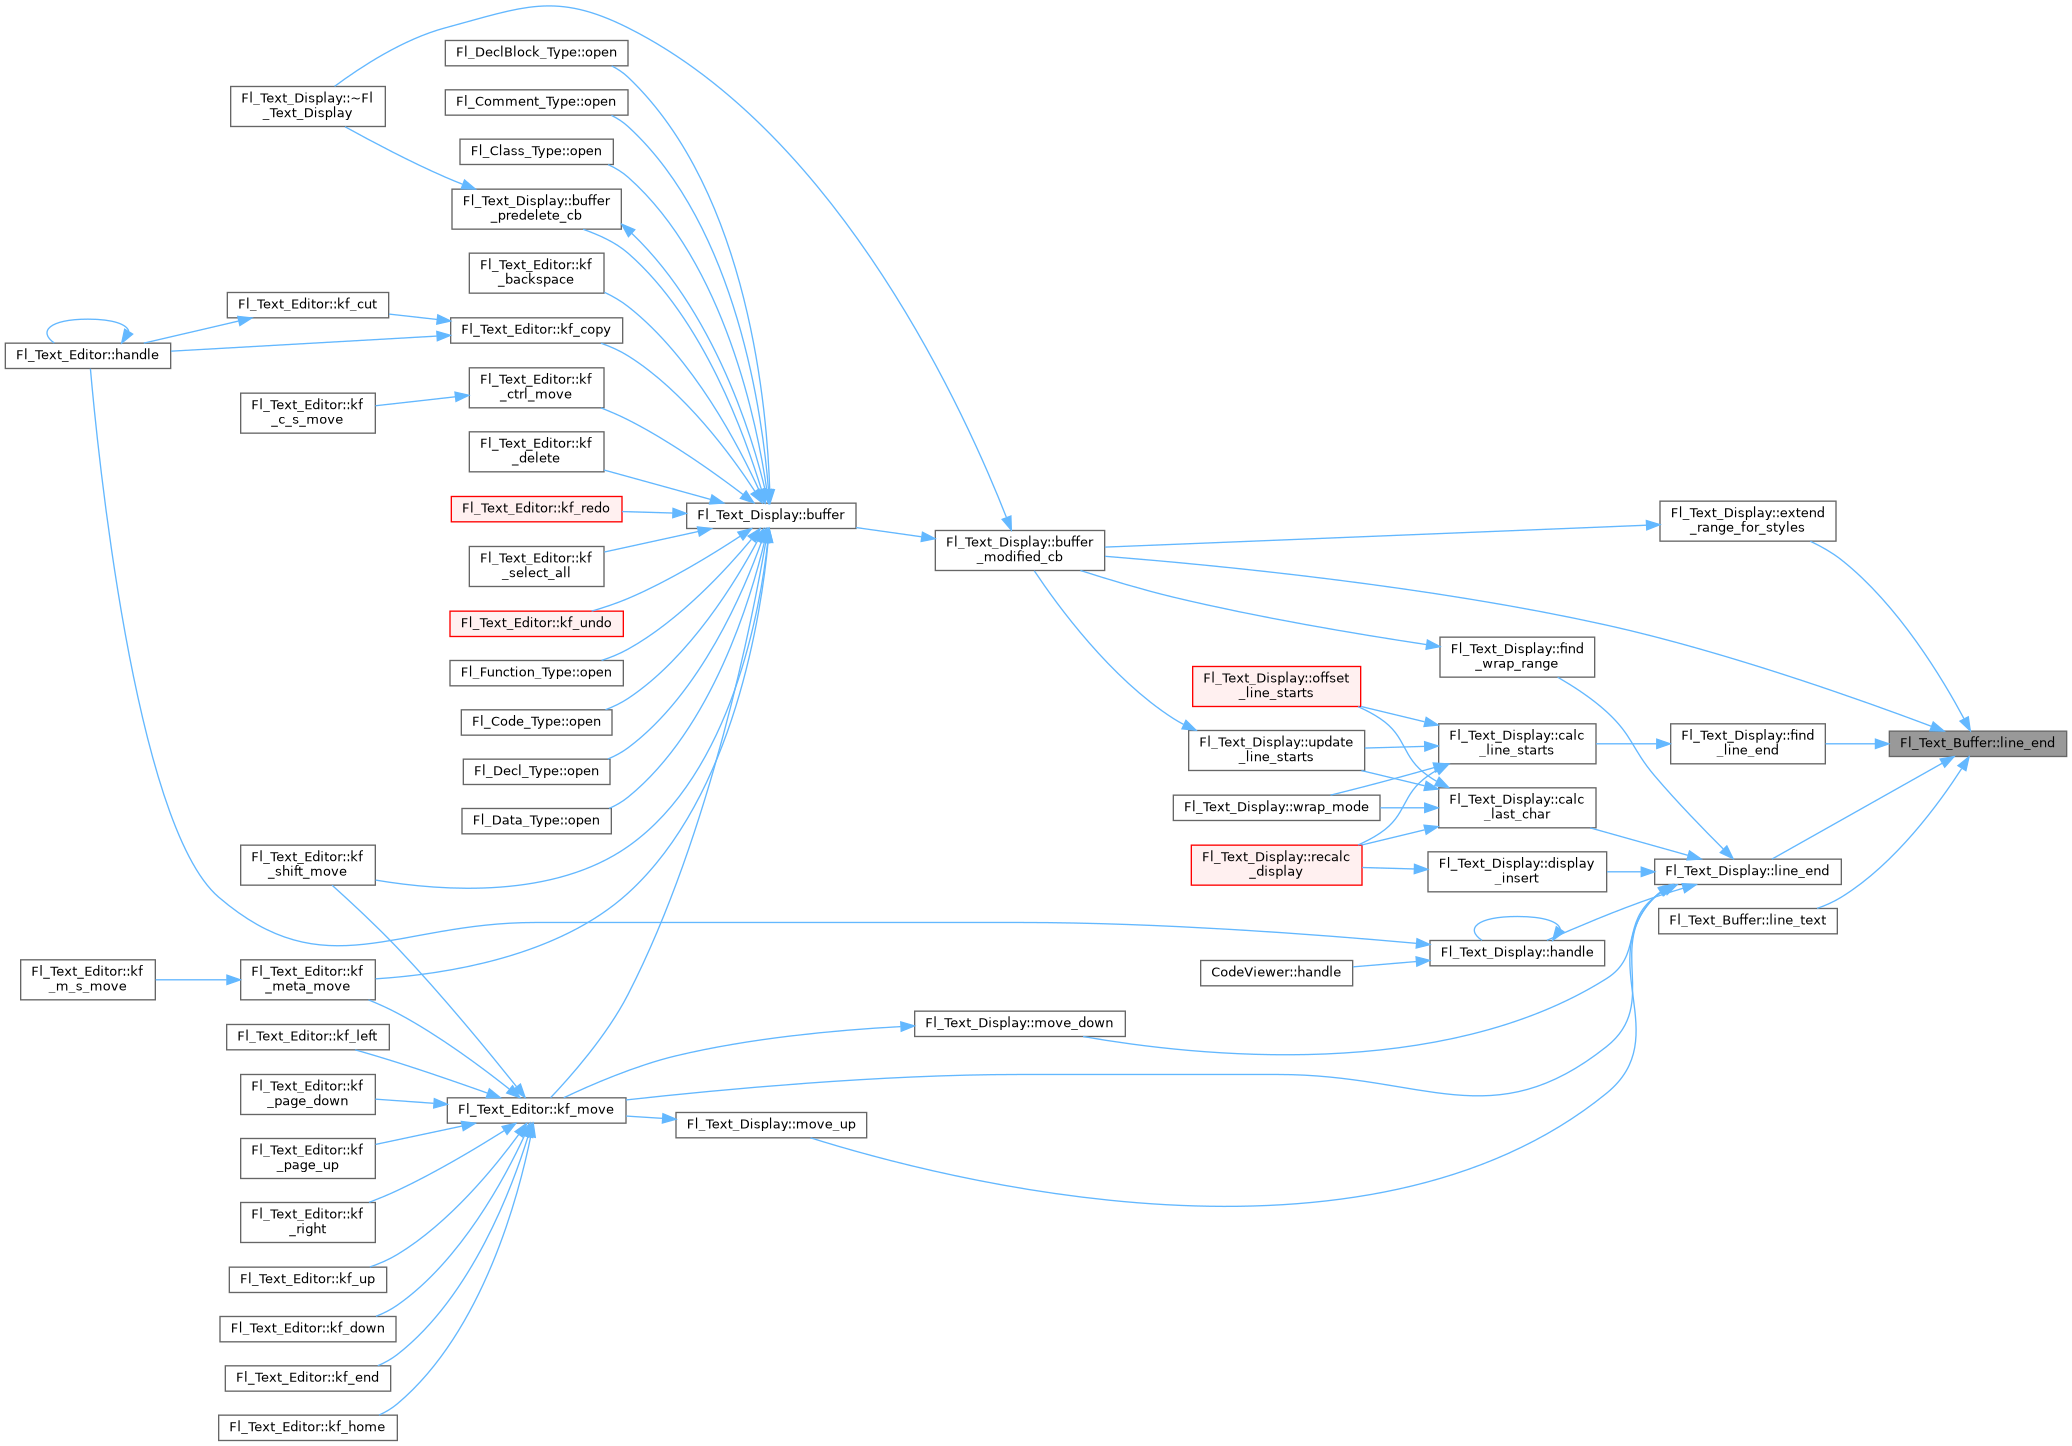 Fl_DeclBlock_Type::open
Fl_Text_Display::~Fl
_Text_Display
Fl_Comment_Type::open
Fl_Class_Type::open
Fl_Text_Display::buffer
_predelete_cb
Fl_Text_Editor::kf
_backspace
Fl_Text_Editor::kf_cut
Fl_Text_Editor::kf_copy
Fl_Text_Editor::handle
Fl_Text_Editor::kf
_ctrl_move
Fl_Text_Editor::kf
_c_s_move
Fl_Text_Editor::kf
_delete
Fl_Text_Editor::kf_redo
Fl_Text_Display::buffer
Fl_Text_Display::extend
_range_for_styles
Fl_Text_Display::buffer
_modified_cb
Fl_Text_Editor::kf
_select_all
Fl_Text_Editor::kf_undo
Fl_Text_Display::find
_wrap_range
Fl_Function_Type::open
Fl_Text_Display::offset
_line_starts
Fl_Code_Type::open
Fl_Text_Display::update
_line_starts
Fl_Text_Display::calc
_line_starts
Fl_Text_Display::find
_line_end
Fl_Text_Buffer::line_end
Fl_Decl_Type::open
Fl_Text_Display::wrap_mode
Fl_Text_Display::calc
_last_char
Fl_Data_Type::open
Fl_Text_Editor::kf
_shift_move
Fl_Text_Display::recalc
_display
Fl_Text_Display::display
_insert
Fl_Text_Display::line_end
Fl_Text_Buffer::line_text
Fl_Text_Display::handle
CodeViewer::handle
Fl_Text_Editor::kf
_m_s_move
Fl_Text_Editor::kf
_meta_move
Fl_Text_Display::move_down
Fl_Text_Editor::kf_left
Fl_Text_Editor::kf
_page_down
Fl_Text_Editor::kf_move
Fl_Text_Display::move_up
Fl_Text_Editor::kf
_page_up
Fl_Text_Editor::kf
_right
Fl_Text_Editor::kf_up
Fl_Text_Editor::kf_down
Fl_Text_Editor::kf_end
Fl_Text_Editor::kf_home